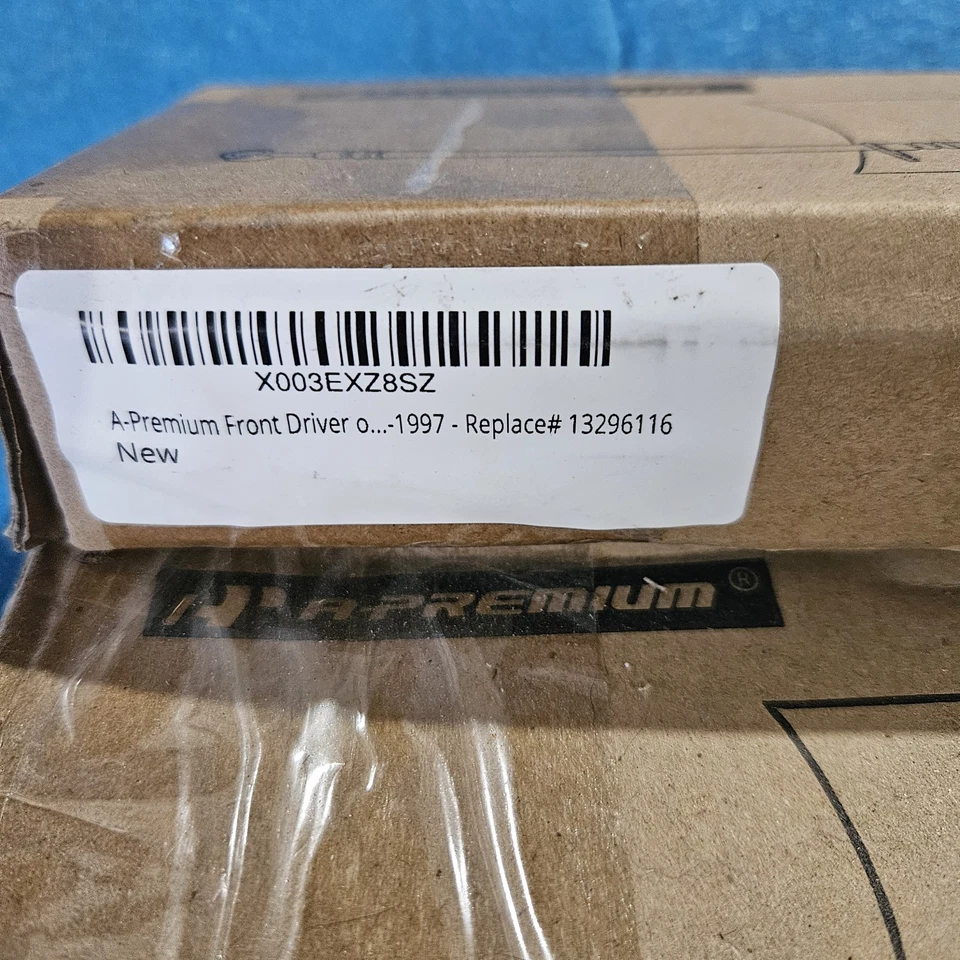 X003EXZ8SZ
A-Premium Front Driver o...-1997 - Replace# 13296116
New
A-PREMIUM®